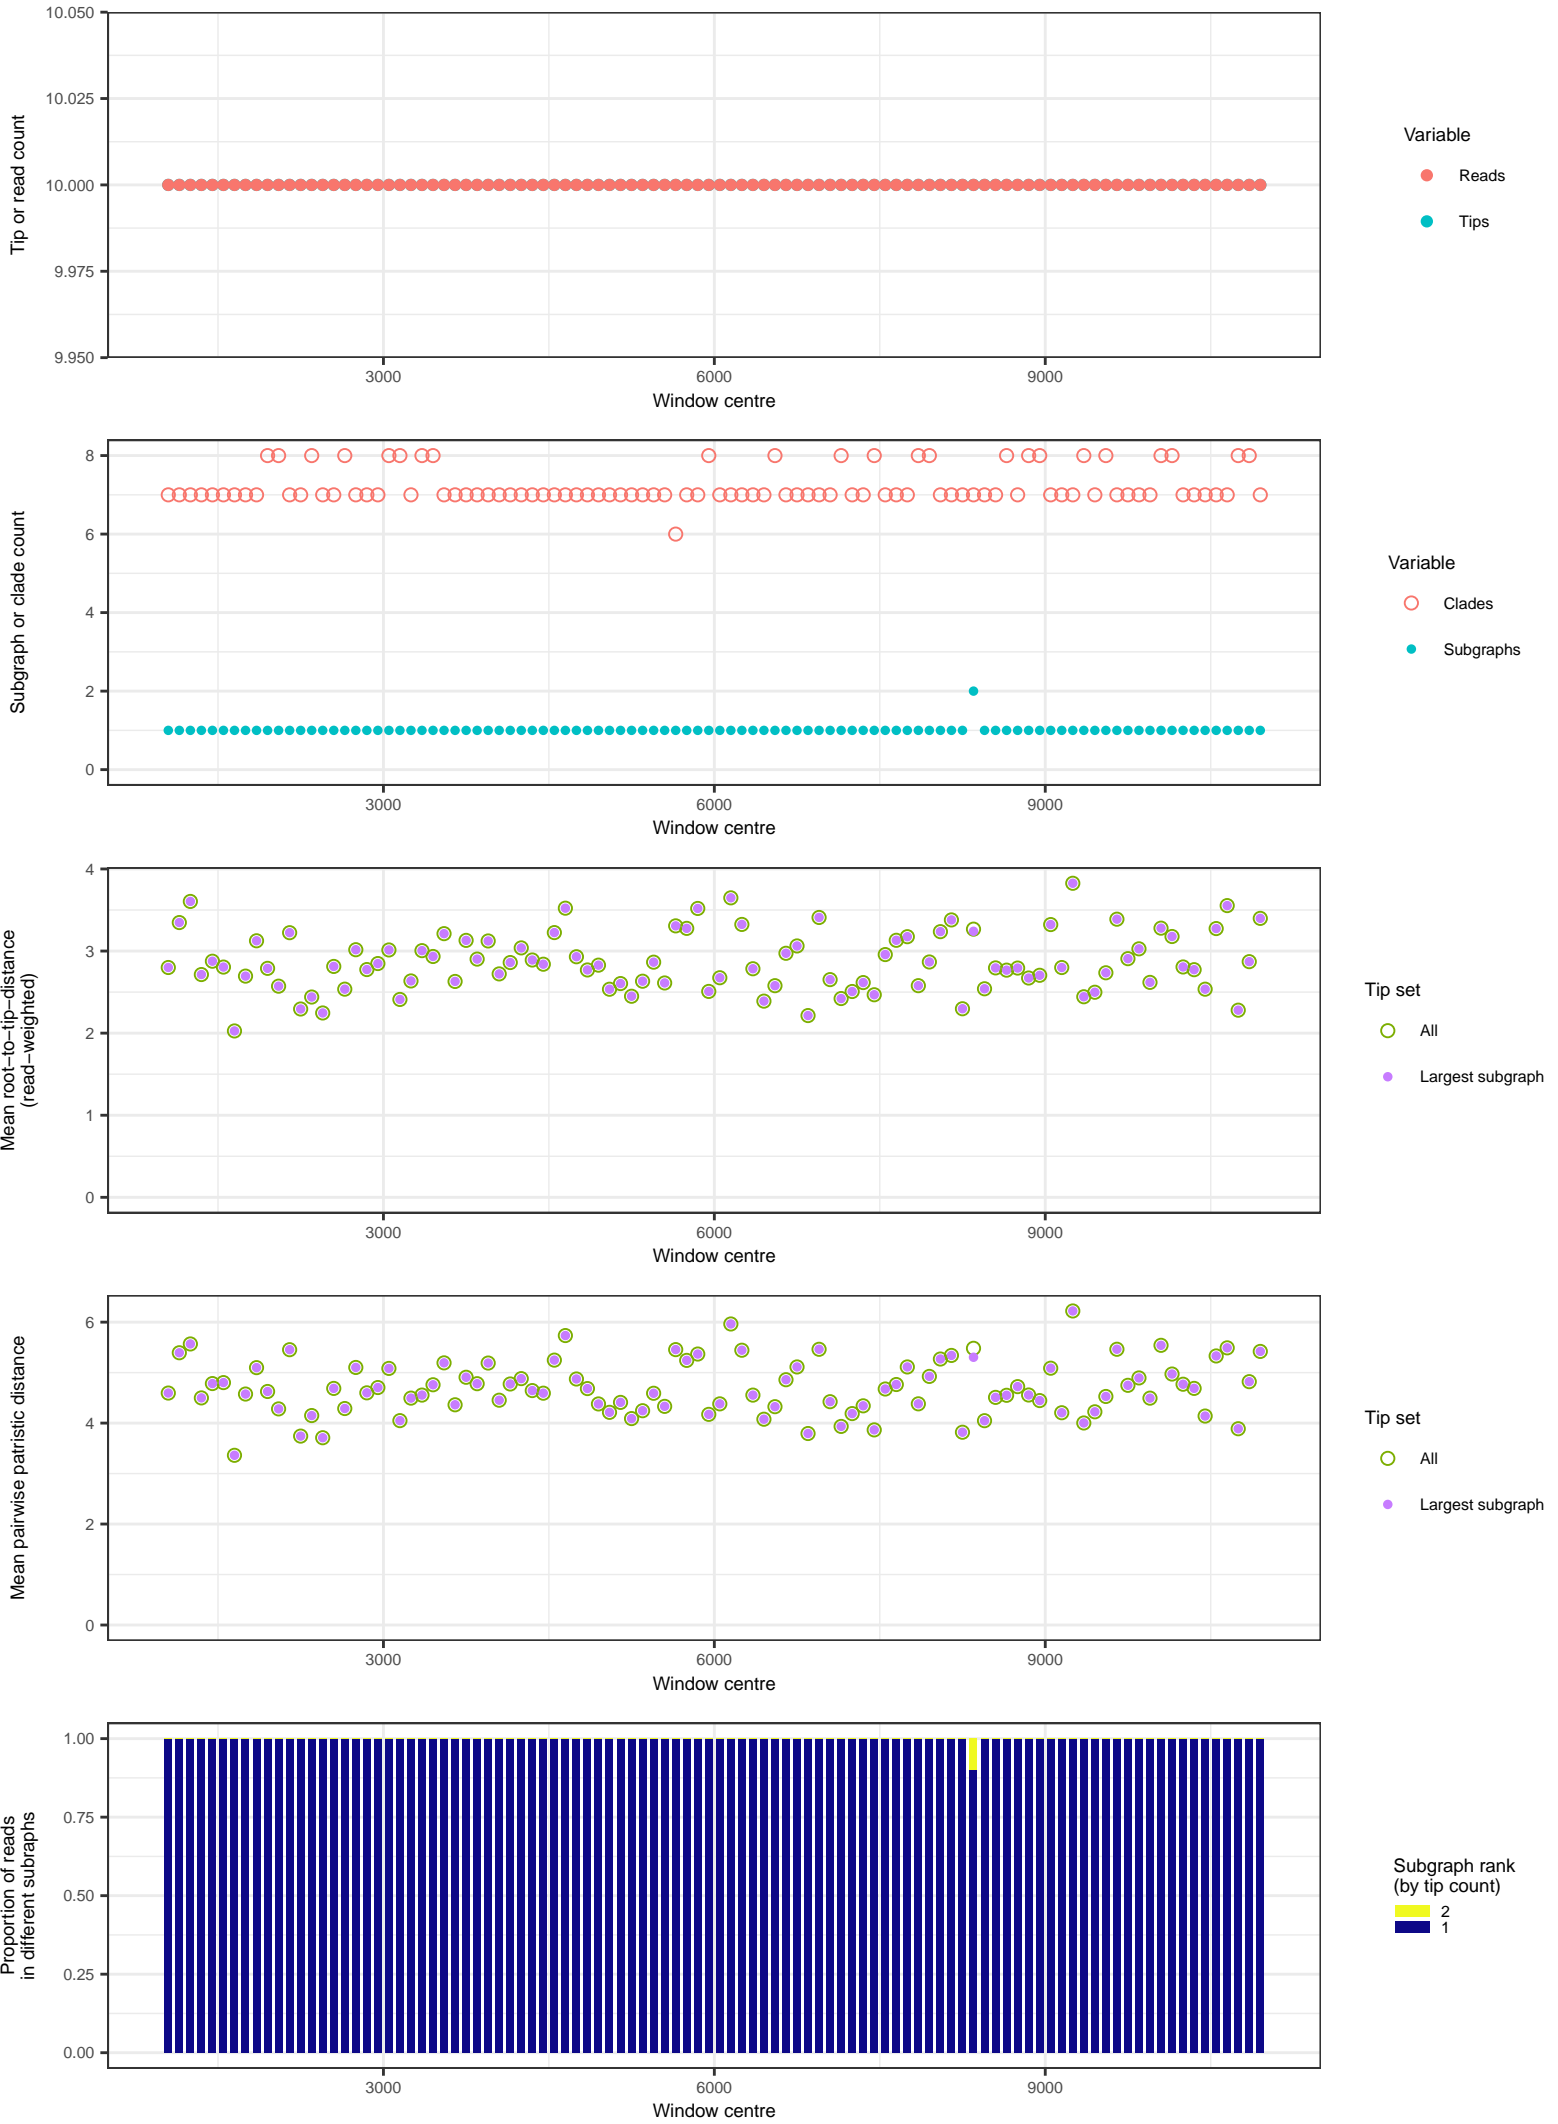 10.050
10.025
10.000
9.975
9.950
Tip or read count
3000 6000 9000
Window centre
Variable
Reads
Tips
8
6
4
2
0
Subgraph or clade count
3000 6000 9000
Window centre
Variable
Clades
Subgraphs
4
3
2
1
0
Mean root−to−tip−distance
(read−weighted)
3000 6000 9000
Window centre
Tip set
All
Largest subgraph
6
4
2
0
Mean pairwise patristic distance
3000 6000 9000
Window centre
Tip set
All
Largest subgraph
1.00
0.75
0.50
0.25
0.00
Proportion of reads
in different subraphs
3000 6000 9000
Window centre
Subgraph rank
(by tip count)
2
1